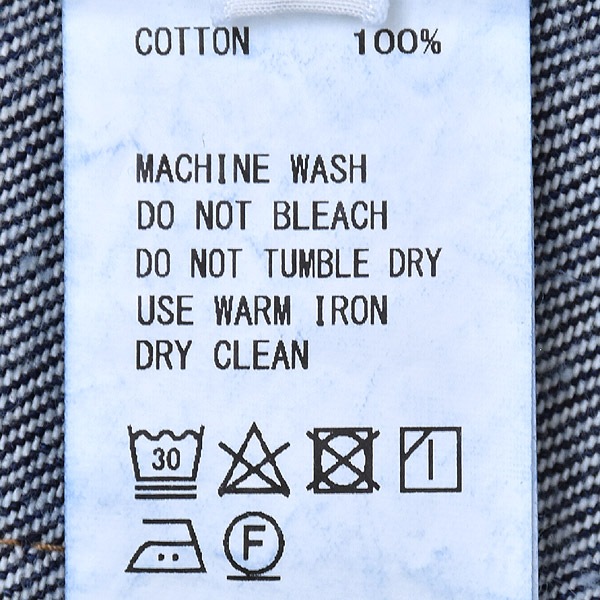 COTTON 100%
MACHINE WASH
DO NOT BLEACH
DO NOT TUMBLE DRY
USE WARM IRON
DRY CLEAN
30
F